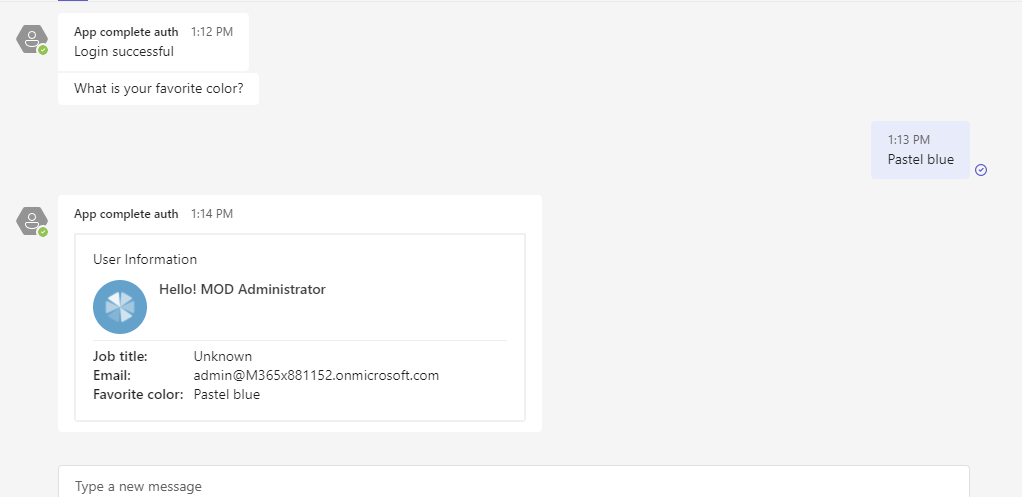 App complete auth 1:12 PM
Login successful
What is your favorite color?
1:13 PM
Pastel blue
App complete auth 1:14 PM
User Information
Hello! MOD Administrator
Job title: Unknown
Email: admin@M365x881152.onmicrosoft.com
Favorite color: Pastel blue
Type a new message